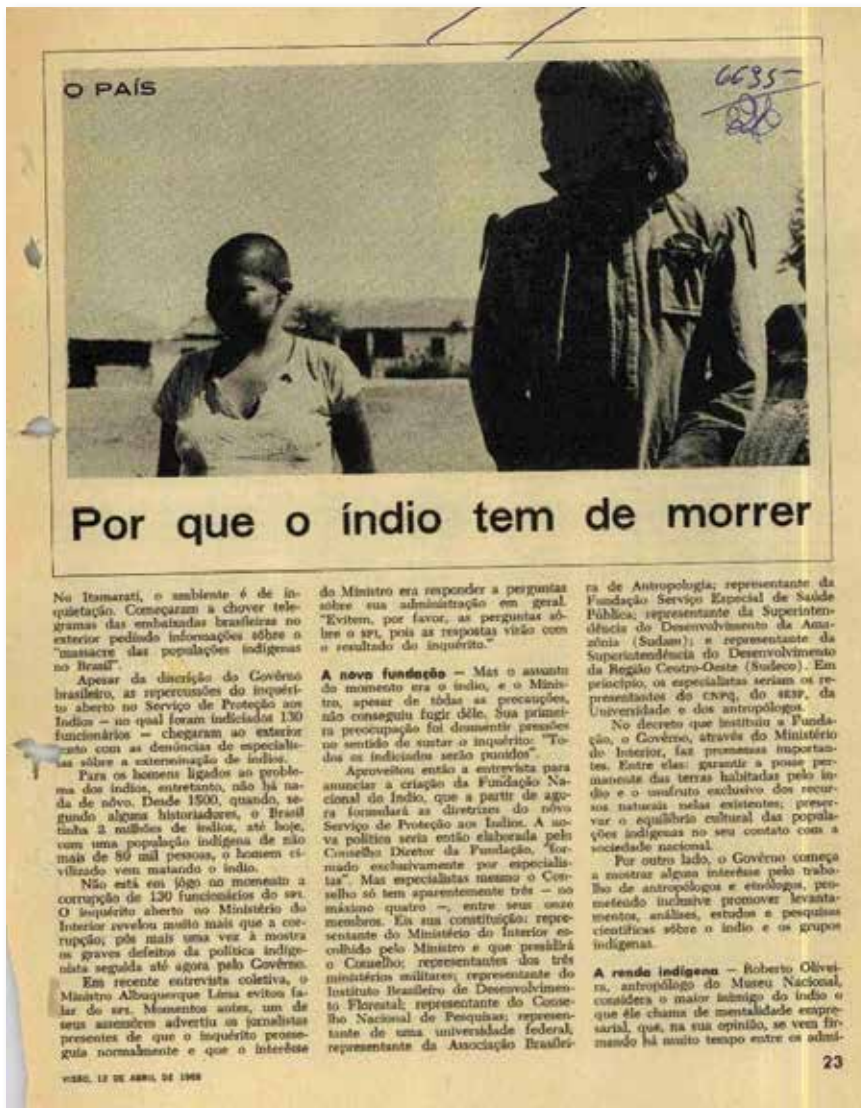 O PAÍS
6695
Por que o índio tem de morrer
No Itamarati, o ambiente é de in-
quietação. Começaram a chover tele-
gramas das embaixadas brasileiras no
exterior pedindo informações sôbre o
"massacre das populações indígenas
no Brasil".
Apesar da discrição do Govêrno
brasileiro, as repercussões do inquéri-
to aberto no Serviço de Proteção aos
Índios — no qual foram indiciados 130
funcionários — chegaram ao exterior
junto com as denúncias de especialis-
tas sôbre a exterminação de índios.
Para os homens ligados ao proble-
ma dos índios, entretanto, não há na-
da de nôvo. Desde 1500, quando, se-
gundo alguns historiadores, o Brasil
tinha 2 milhões de índios, até hoje,
com uma população indígena de não
mais de 80 mil pessoas, o homem ci-
vilizado vem matando o índio.
Não está em jôgo no momento a
corrupção de 130 funcionários do SPI.
O inquérito aberto no Ministério do
Interior revelou muito mais que a cor-
rupção; pôs mais uma vez à mostra
os graves defeitos da política indige-
nista seguida até agora pelo Govêrno.
Em recente entrevista coletiva, o
Ministro Albuquerque Lima evitou fa-
lar do SPI. Momentos antes, um de
seus assessôres advertiu os jornalistas
presentes de que o inquérito prosse-
guia normalmente e que o interêsse
do Ministro era responder a perguntas
sôbre sua administração em geral.
"Evitem, por favor, as perguntas sô-
bre o SPI, pois as respostas virão com
o resultado do inquérito."
A nova fundação — Mas o assunto
do momento era o índio, e o Minis-
tro, apesar de tôdas as precauções,
não conseguiu fugir dêle. Sua primei-
ra preocupação foi desmentir pressões
no sentido de sustar o inquérito: "To-
dos os indiciados serão punidos".
Aproveitou então a entrevista para
anunciar a criação da Fundação Na-
cional do Índio, que a partir de ago-
ra formulará as diretrizes do nôvo
Serviço de Proteção aos Índios. A no-
va política seria então elaborada pelo
Conselho Diretor da Fundação, "for-
mado exclusivamente por especialis-
tas". Mas especialistas mesmo o Con-
selho só tem aparentemente três — no
máximo quatro —, entre seus onze
membros. Eis sua constituição: repre-
sentante do Ministério do Interior es-
colhido pelo Ministro e que presidirá
o Conselho; representantes dos três
ministérios militares; representante do
Instituto Brasileiro de Desenvolvimen-
to Florestal; representante do Conse-
lho Nacional de Pesquisas; represen-
tante de uma universidade federal,
representante da Associação Brasilei-
ra de Antropologia; representante da
Fundação Serviço Especial de Saúde
Pública; representante da Superinten-
dência do Desenvolvimento da Ama-
zônia (Sudam); e representante da
Superintendência do Desenvolvimento
da Região Centro-Oeste (Sudeco). Em
princípio, os especialistas seriam os re-
presentantes do CNPQ, do SESP, da
Universidade e dos antropólogos.
No decreto que instituiu a Funda-
ção, o Govêrno, através do Ministério
de Interior, faz promessas importan-
tes. Entre elas: garantir a posse per-
manente das terras habitadas pelo ín-
dio e o usufruto exclusivo dos recur-
sos naturais nelas existentes; preser-
var o equilíbrio cultural das popula-
ções indígenas no seu contato com a
sociedade nacional.
Por outro lado, o Govêrno começa
a mostrar algum interêsse pelo traba-
lho de antropólogos e etnólogos, pro-
metendo inclusive promover levanta-
mentos, análises, estudos e pesquisas
científicas sôbre o índio e os grupos
indígenas.
A renda indígena — Roberto Olivei-
ra, antropólogo do Museu Nacional,
considera o maior inimigo do índio o
que êle chama de mentalidade empre-
sarial, que, na sua opinião, se vem fir-
mando há muito tempo entre os admi-
VISÃO, 12 DE ABRIL DE 1968
23